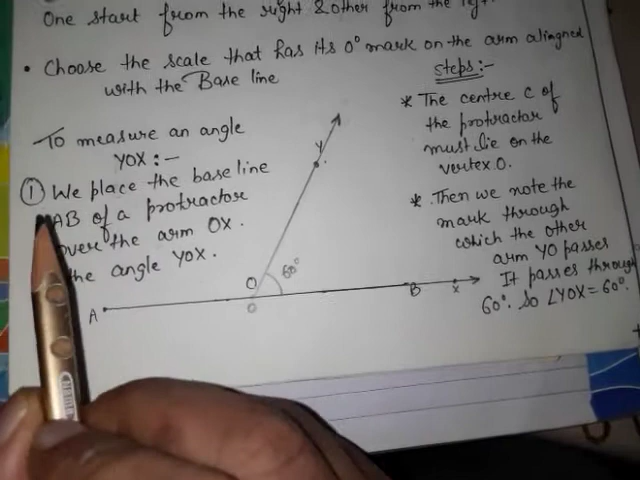 One start from the right & other from the left.
• Choose the scale that has its 0° mark on the arm alingned
with the Base line
To measure an angle
YOX :-
① We place the base line
AB of a protractor
over the arm OX.
the angle YOX.
steps:-
* The centre C of
the protractor
must lie on the
vertex O.
* Then we note the
mark through
which the other
arm YO passes
It passes through
60°. So ∠YOX = 60°.
Y
O
60°
A
O
B
X